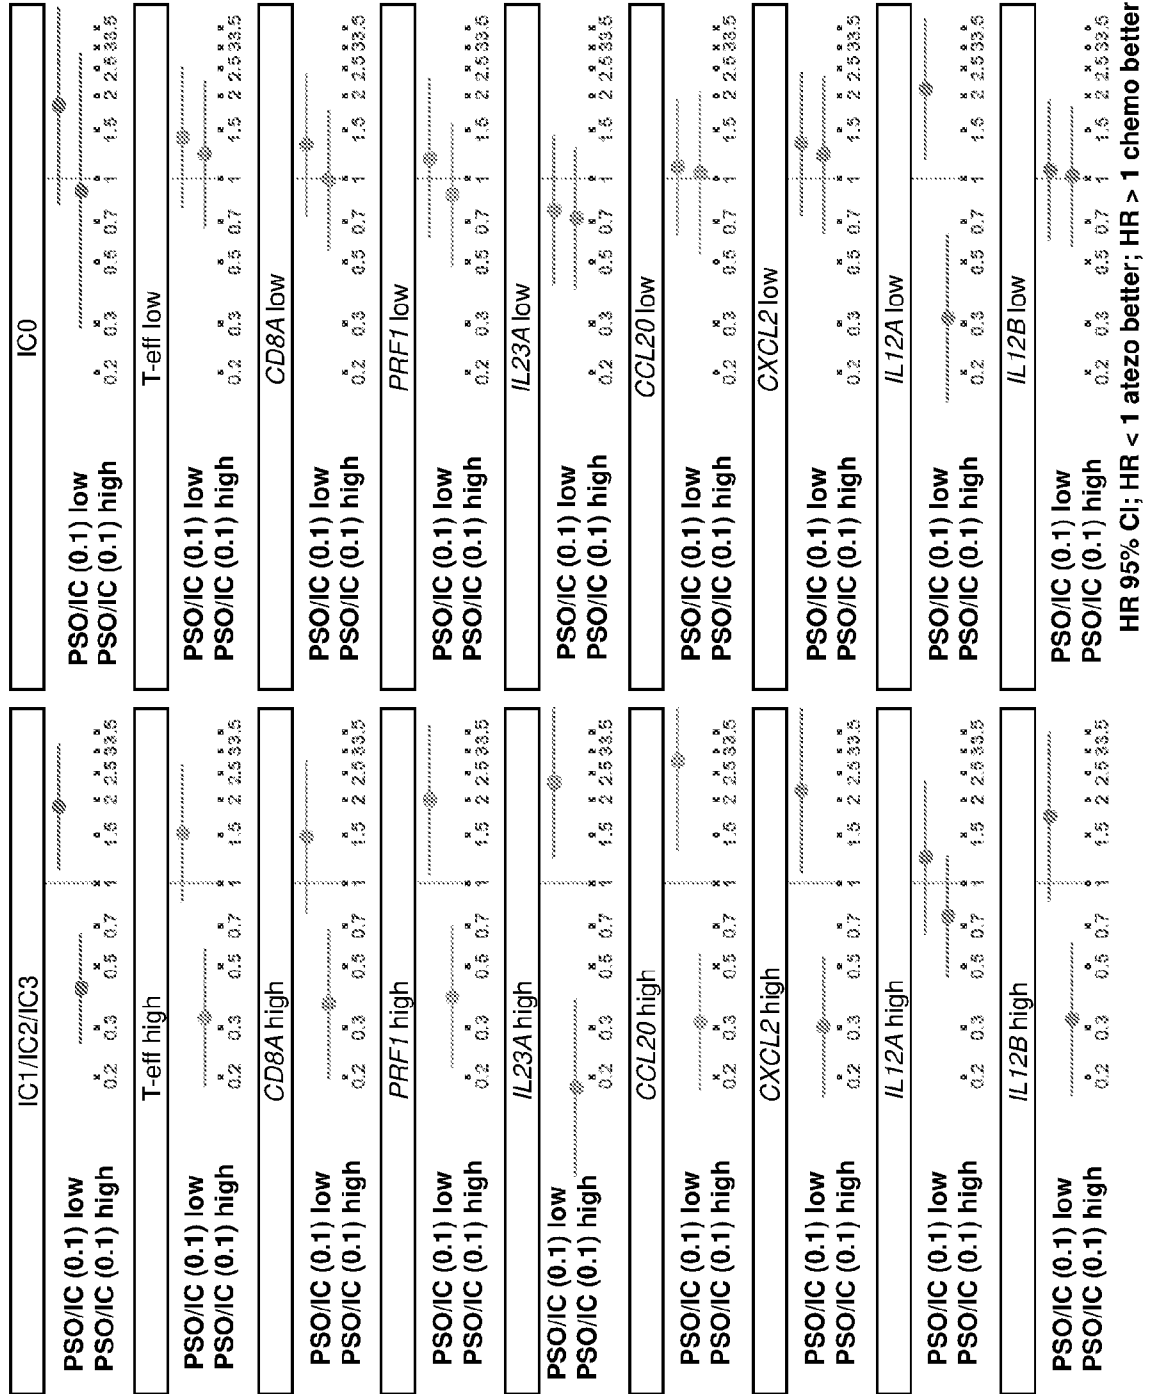 IC1/IC2/IC3
PSO/IC (0.1) low
PSO/IC (0.1) high
0.2 0.3 0.5 0.7 1 1.5 2 2.5 3 3.5
T-eff high
PSO/IC (0.1) low
PSO/IC (0.1) high
0.2 0.3 0.5 0.7 1 1.5 2 2.5 3 3.5
CD8A high
PSO/IC (0.1) low
PSO/IC (0.1) high
0.2 0.3 0.5 0.7 1 1.5 2 2.5 3 3.5
PRF1 high
PSO/IC (0.1) low
PSO/IC (0.1) high
0.2 0.3 0.5 0.7 1 1.5 2 2.5 3 3.5
IL23A high
PSO/IC (0.1) low
PSO/IC (0.1) high
0.2 0.3 0.5 0.7 1 1.5 2 2.5 3 3.5
CCL20 high
PSO/IC (0.1) low
PSO/IC (0.1) high
0.2 0.3 0.5 0.7 1 1.5 2 2.5 3 3.5
CXCL2 high
PSO/IC (0.1) low
PSO/IC (0.1) high
0.2 0.3 0.5 0.7 1 1.5 2 2.5 3 3.5
IL12A high
PSO/IC (0.1) low
PSO/IC (0.1) high
0.2 0.3 0.5 0.7 1 1.5 2 2.5 3 3.5
IL12B high
PSO/IC (0.1) low
PSO/IC (0.1) high
0.2 0.3 0.5 0.7 1 1.5 2 2.5 3 3.5
IC0
PSO/IC (0.1) low
PSO/IC (0.1) high
0.2 0.3 0.5 0.7 1 1.5 2 2.5 3 3.5
T-eff low
PSO/IC (0.1) low
PSO/IC (0.1) high
0.2 0.3 0.5 0.7 1 1.5 2 2.5 3 3.5
CD8A low
PSO/IC (0.1) low
PSO/IC (0.1) high
0.2 0.3 0.5 0.7 1 1.5 2 2.5 3 3.5
PRF1 low
PSO/IC (0.1) low
PSO/IC (0.1) high
0.2 0.3 0.5 0.7 1 1.5 2 2.5 3 3.5
IL23A low
PSO/IC (0.1) low
PSO/IC (0.1) high
0.2 0.3 0.5 0.7 1 1.5 2 2.5 3 3.5
CCL20 low
PSO/IC (0.1) low
PSO/IC (0.1) high
0.2 0.3 0.5 0.7 1 1.5 2 2.5 3 3.5
CXCL2 low
PSO/IC (0.1) low
PSO/IC (0.1) high
0.2 0.3 0.5 0.7 1 1.5 2 2.5 3 3.5
IL12A low
PSO/IC (0.1) low
PSO/IC (0.1) high
0.2 0.3 0.5 0.7 1 1.5 2 2.5 3 3.5
IL12B low
PSO/IC (0.1) low
PSO/IC (0.1) high
0.2 0.3 0.5 0.7 1 1.5 2 2.5 3 3.5
HR 95% CI; HR < 1 atezo better; HR > 1 chemo better